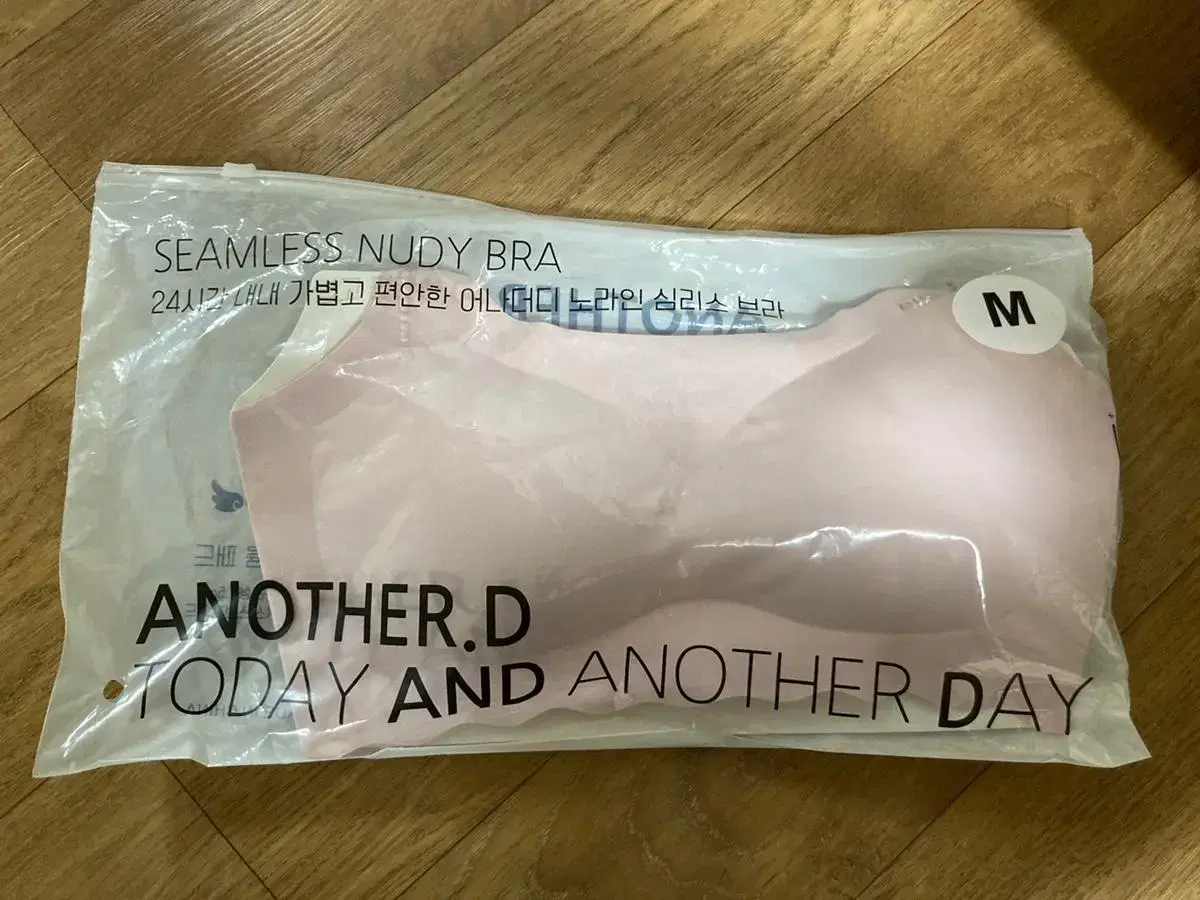 SEAMLESS NUDY BRA
24시간 내내 가볍고 편안한 어나더디 노라인 심리스 브라
M
ANOTHER.D
TODAY AND ANOTHER DAY